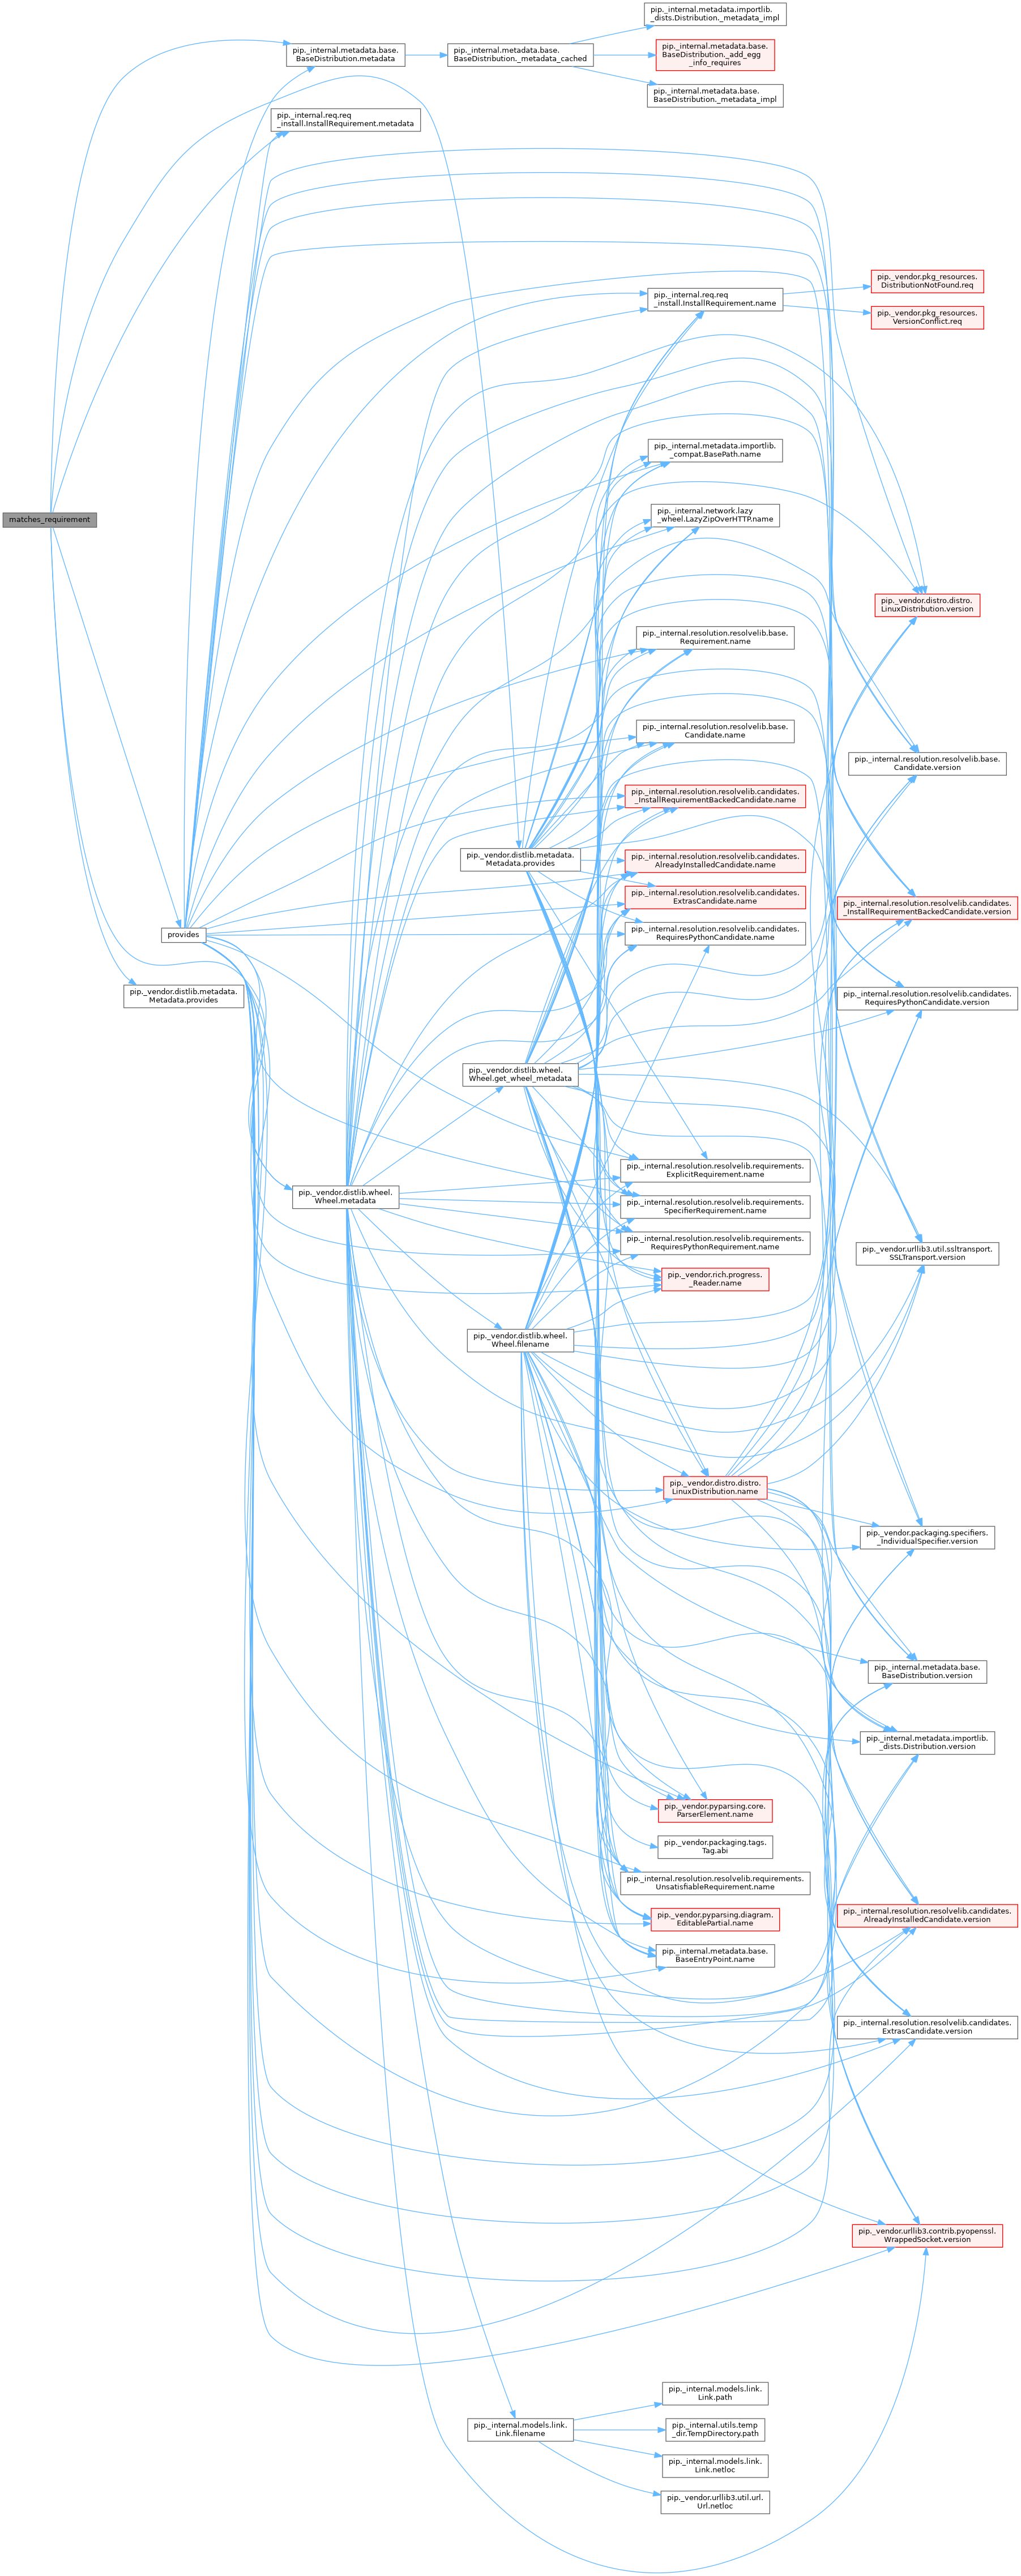 pip._internal.metadata.importlib.
_dists.Distribution._metadata_impl
pip._internal.metadata.base.
BaseDistribution.metadata
pip._internal.metadata.base.
BaseDistribution._metadata_cached
pip._internal.metadata.base.
BaseDistribution._add_egg
_info_requires
pip._internal.metadata.base.
BaseDistribution._metadata_impl
pip._internal.req.req
_install.InstallRequirement.metadata
pip._internal.req.req
_install.InstallRequirement.name
pip._vendor.pkg_resources.
DistributionNotFound.req
pip._vendor.pkg_resources.
VersionConflict.req
pip._internal.metadata.importlib.
_compat.BasePath.name
matches_requirement
pip._internal.network.lazy
_wheel.LazyZipOverHTTP.name
pip._vendor.distro.distro.
LinuxDistribution.version
pip._internal.resolution.resolvelib.base.
Requirement.name
pip._internal.resolution.resolvelib.base.
Candidate.name
pip._internal.resolution.resolvelib.base.
Candidate.version
pip._internal.resolution.resolvelib.candidates.
_InstallRequirementBackedCandidate.name
pip._vendor.distlib.metadata.
Metadata.provides
pip._internal.resolution.resolvelib.candidates.
AlreadyInstalledCandidate.name
pip._internal.resolution.resolvelib.candidates.
ExtrasCandidate.name
pip._internal.resolution.resolvelib.candidates.
_InstallRequirementBackedCandidate.version
provides
pip._internal.resolution.resolvelib.candidates.
RequiresPythonCandidate.name
pip._vendor.distlib.metadata.
Metadata.provides
pip._internal.resolution.resolvelib.candidates.
RequiresPythonCandidate.version
pip._vendor.distlib.wheel.
Wheel.get_wheel_metadata
pip._internal.resolution.resolvelib.requirements.
ExplicitRequirement.name
pip._vendor.distlib.wheel.
Wheel.metadata
pip._internal.resolution.resolvelib.requirements.
SpecifierRequirement.name
pip._internal.resolution.resolvelib.requirements.
RequiresPythonRequirement.name
pip._vendor.urllib3.util.ssltransport.
SSLTransport.version
pip._vendor.rich.progress.
_Reader.name
pip._vendor.distlib.wheel.
Wheel.filename
pip._vendor.distro.distro.
LinuxDistribution.name
pip._vendor.packaging.specifiers.
_IndividualSpecifier.version
pip._internal.metadata.base.
BaseDistribution.version
pip._internal.metadata.importlib.
_dists.Distribution.version
pip._vendor.pyparsing.core.
ParserElement.name
pip._vendor.packaging.tags.
Tag.abi
pip._internal.resolution.resolvelib.requirements.
UnsatisfiableRequirement.name
pip._vendor.pyparsing.diagram.
EditablePartial.name
pip._internal.resolution.resolvelib.candidates.
AlreadyInstalledCandidate.version
pip._internal.metadata.base.
BaseEntryPoint.name
pip._internal.resolution.resolvelib.candidates.
ExtrasCandidate.version
pip._vendor.urllib3.contrib.pyopenssl.
WrappedSocket.version
pip._internal.models.link.
Link.path
pip._internal.models.link.
Link.filename
pip._internal.utils.temp
_dir.TempDirectory.path
pip._internal.models.link.
Link.netloc
pip._vendor.urllib3.util.url.
Url.netloc